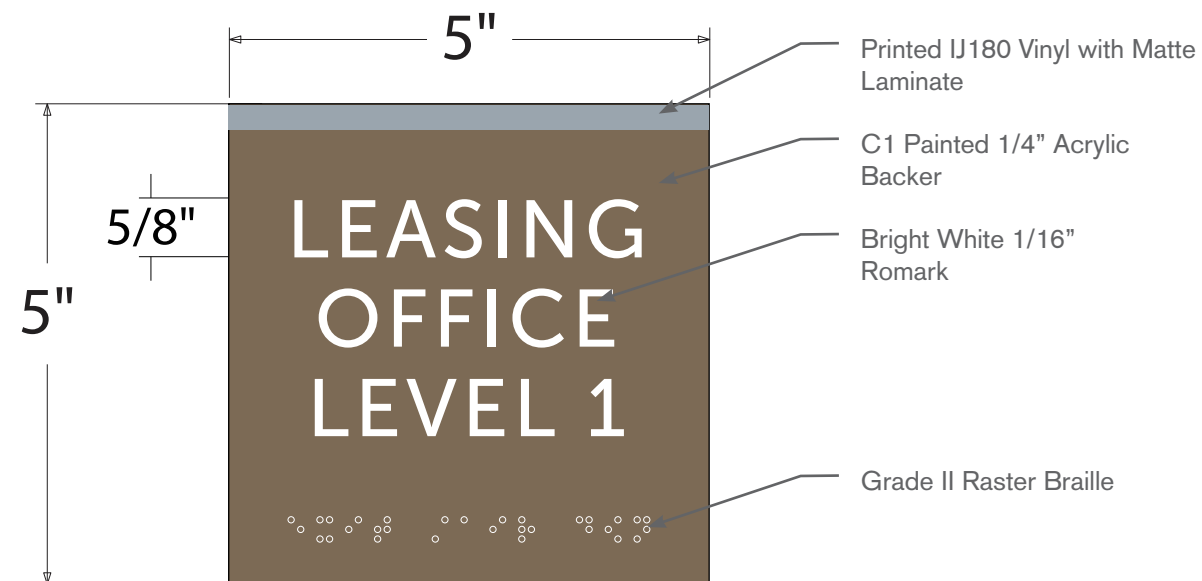 5"
Printed IJ180 Vinyl with Matte
Laminate
C1 Painted 1/4” Acrylic
Backer
5/8"
LEASING
Bright White 1/16”
Romark
5"
OFFICE
LEVEL 1
Grade II Raster Braille